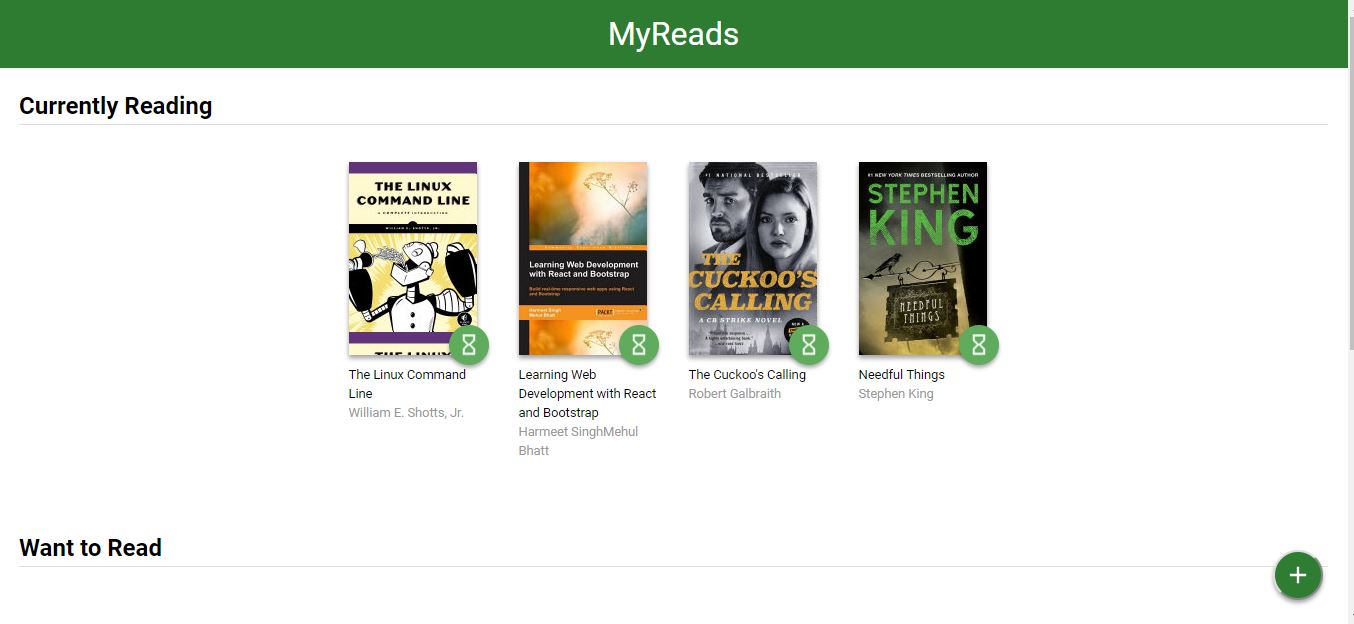 MyReads
Currently Reading
THE LINUX
COMMAND LINE
A COMPLETE INTRODUCTION
WILLIAM E. SHOTTS, JR.
THE LINUX
Learning Web Development
with React and Bootstrap
Build real-time responsive web apps using React
and Bootstrap
Harmeet Singh
Mehul Bhatt
PACKT
#1 NATIONAL BESTSELLER
THE
CUCKOO'S
CALLING
A CB STRIKE NOVEL
#1 NEW YORK TIMES BESTSELLING AUTHOR
STEPHEN
KING
NEEDFUL
THINGS
The Linux Command
Line
William E. Shotts, Jr.
Learning Web
Development with React
and Bootstrap
Harmeet SinghMehul
Bhatt
The Cuckoo's Calling
Robert Galbraith
Needful Things
Stephen King
Want to Read